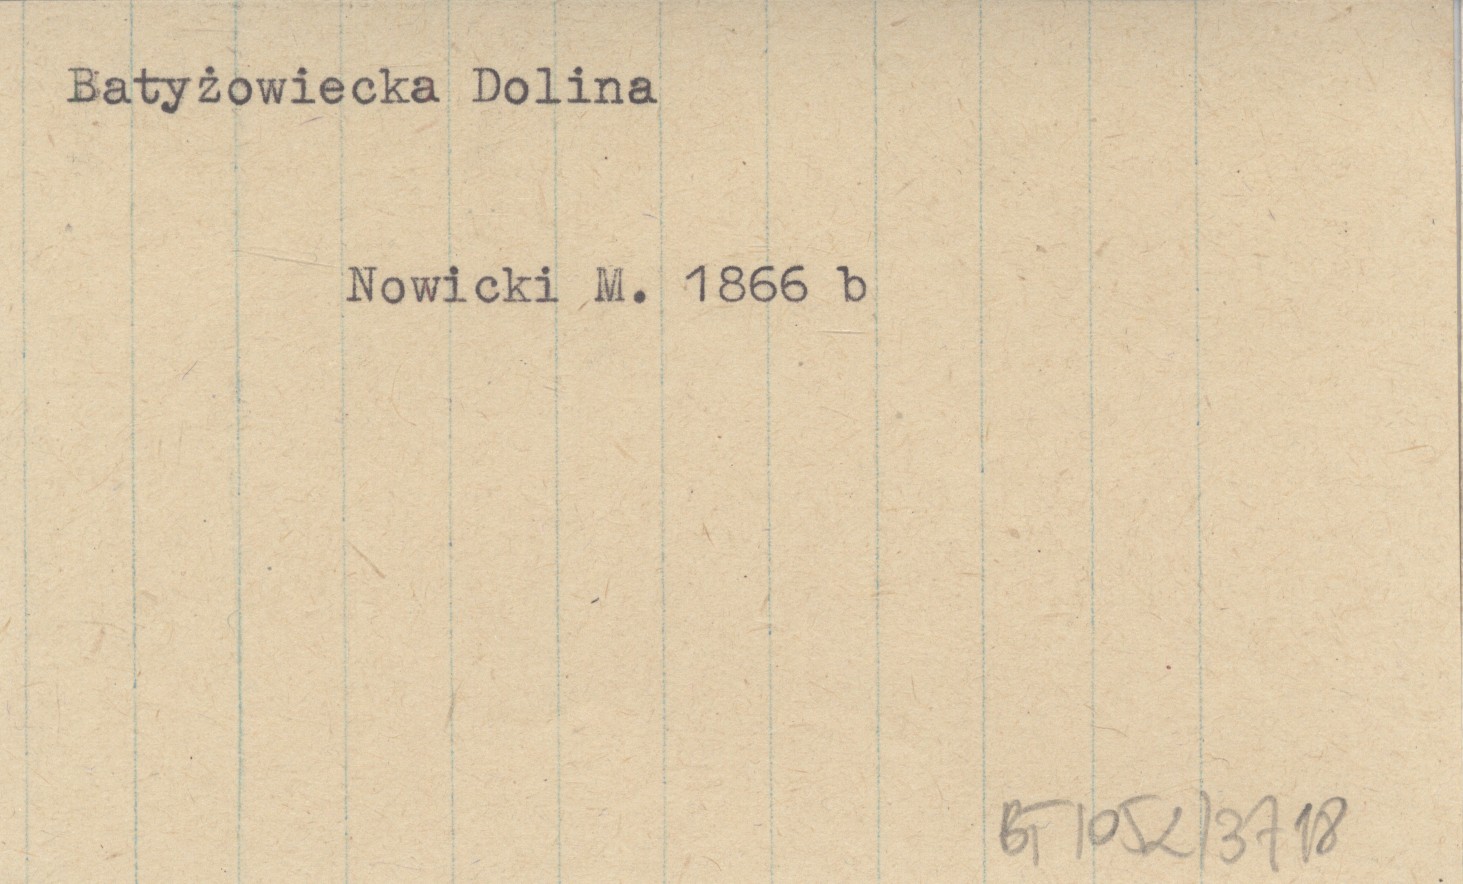 Batyżowiecka Dolina
Nowicki M. 1866 b
BT 1052/3718